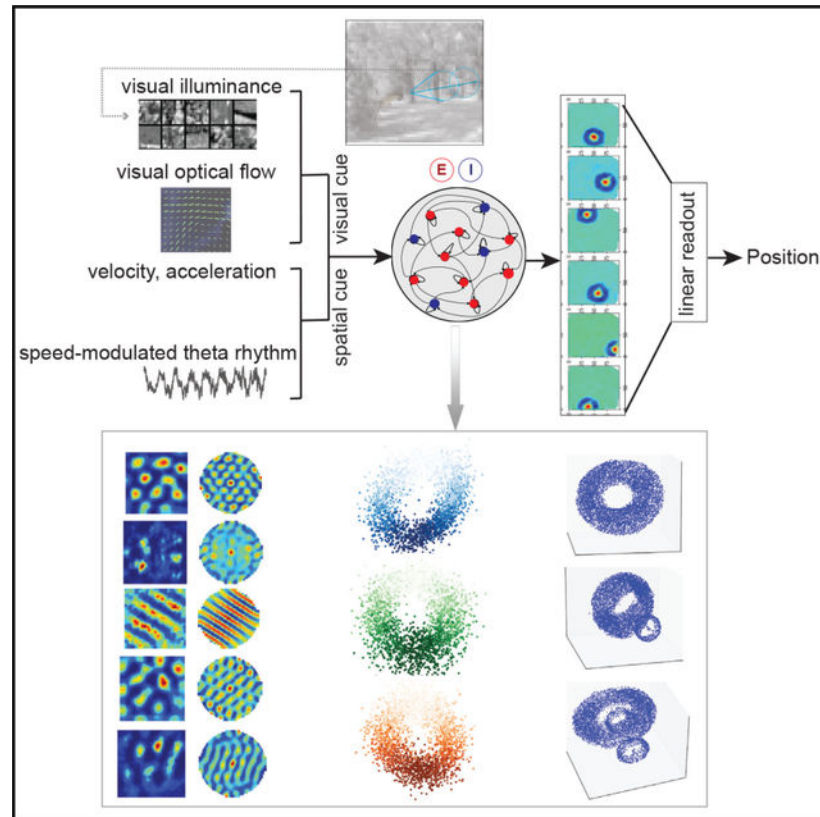 visual illuminance
visual optical flow
velocity, acceleration
speed-modulated theta rhythm
visual cue
spatial cue
E I
linear readout
Position